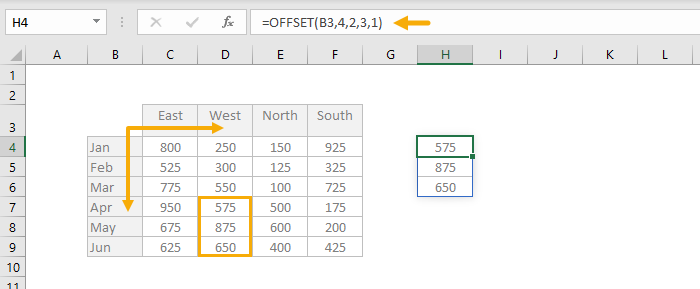 H4 fx =OFFSET(B3,4,2,3,1)
A B C D E F G H I J K L
1
2
3 East West North South
4 Jan 800 250 150 925 575
5 Feb 525 300 125 325 875
6 Mar 775 550 100 725 650
7 Apr 950 575 500 175
8 May 675 875 600 200
9 Jun 625 650 400 425
10
11